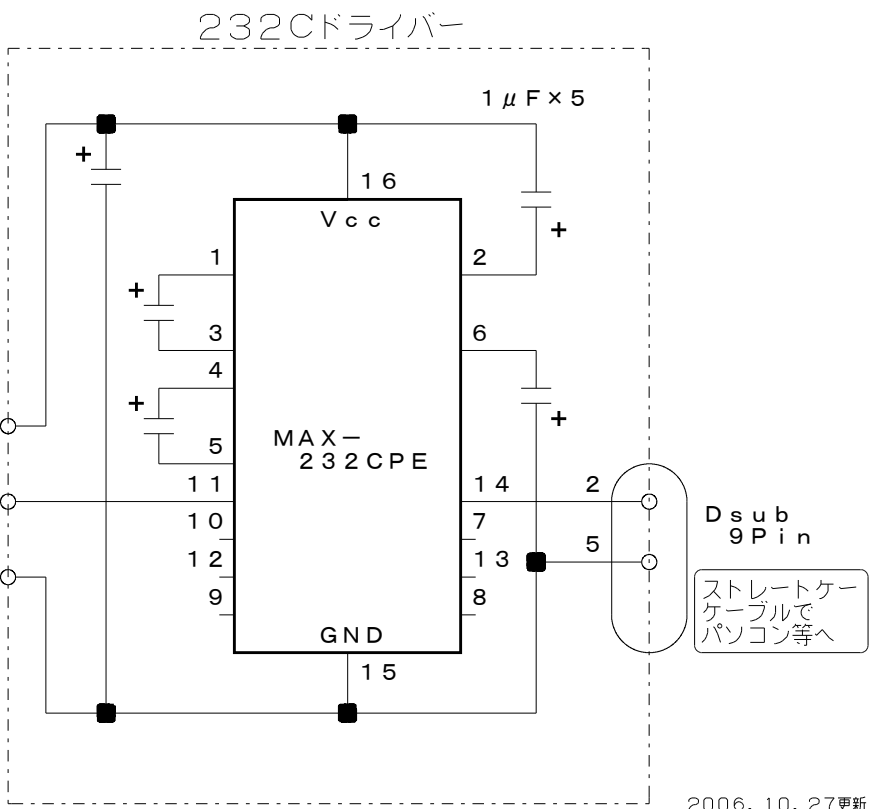 232Cドライバー
1μF×5
+
16
Vcc
+
1
2
+
3
6
4
+
+
5
MAX－
232CPE
11
14
2
10
7
Dsub
9Pin
12
13
5
9
8
ストレートケー
ケーブルで
パソコン等へ
GND
15
2006.10.27更新